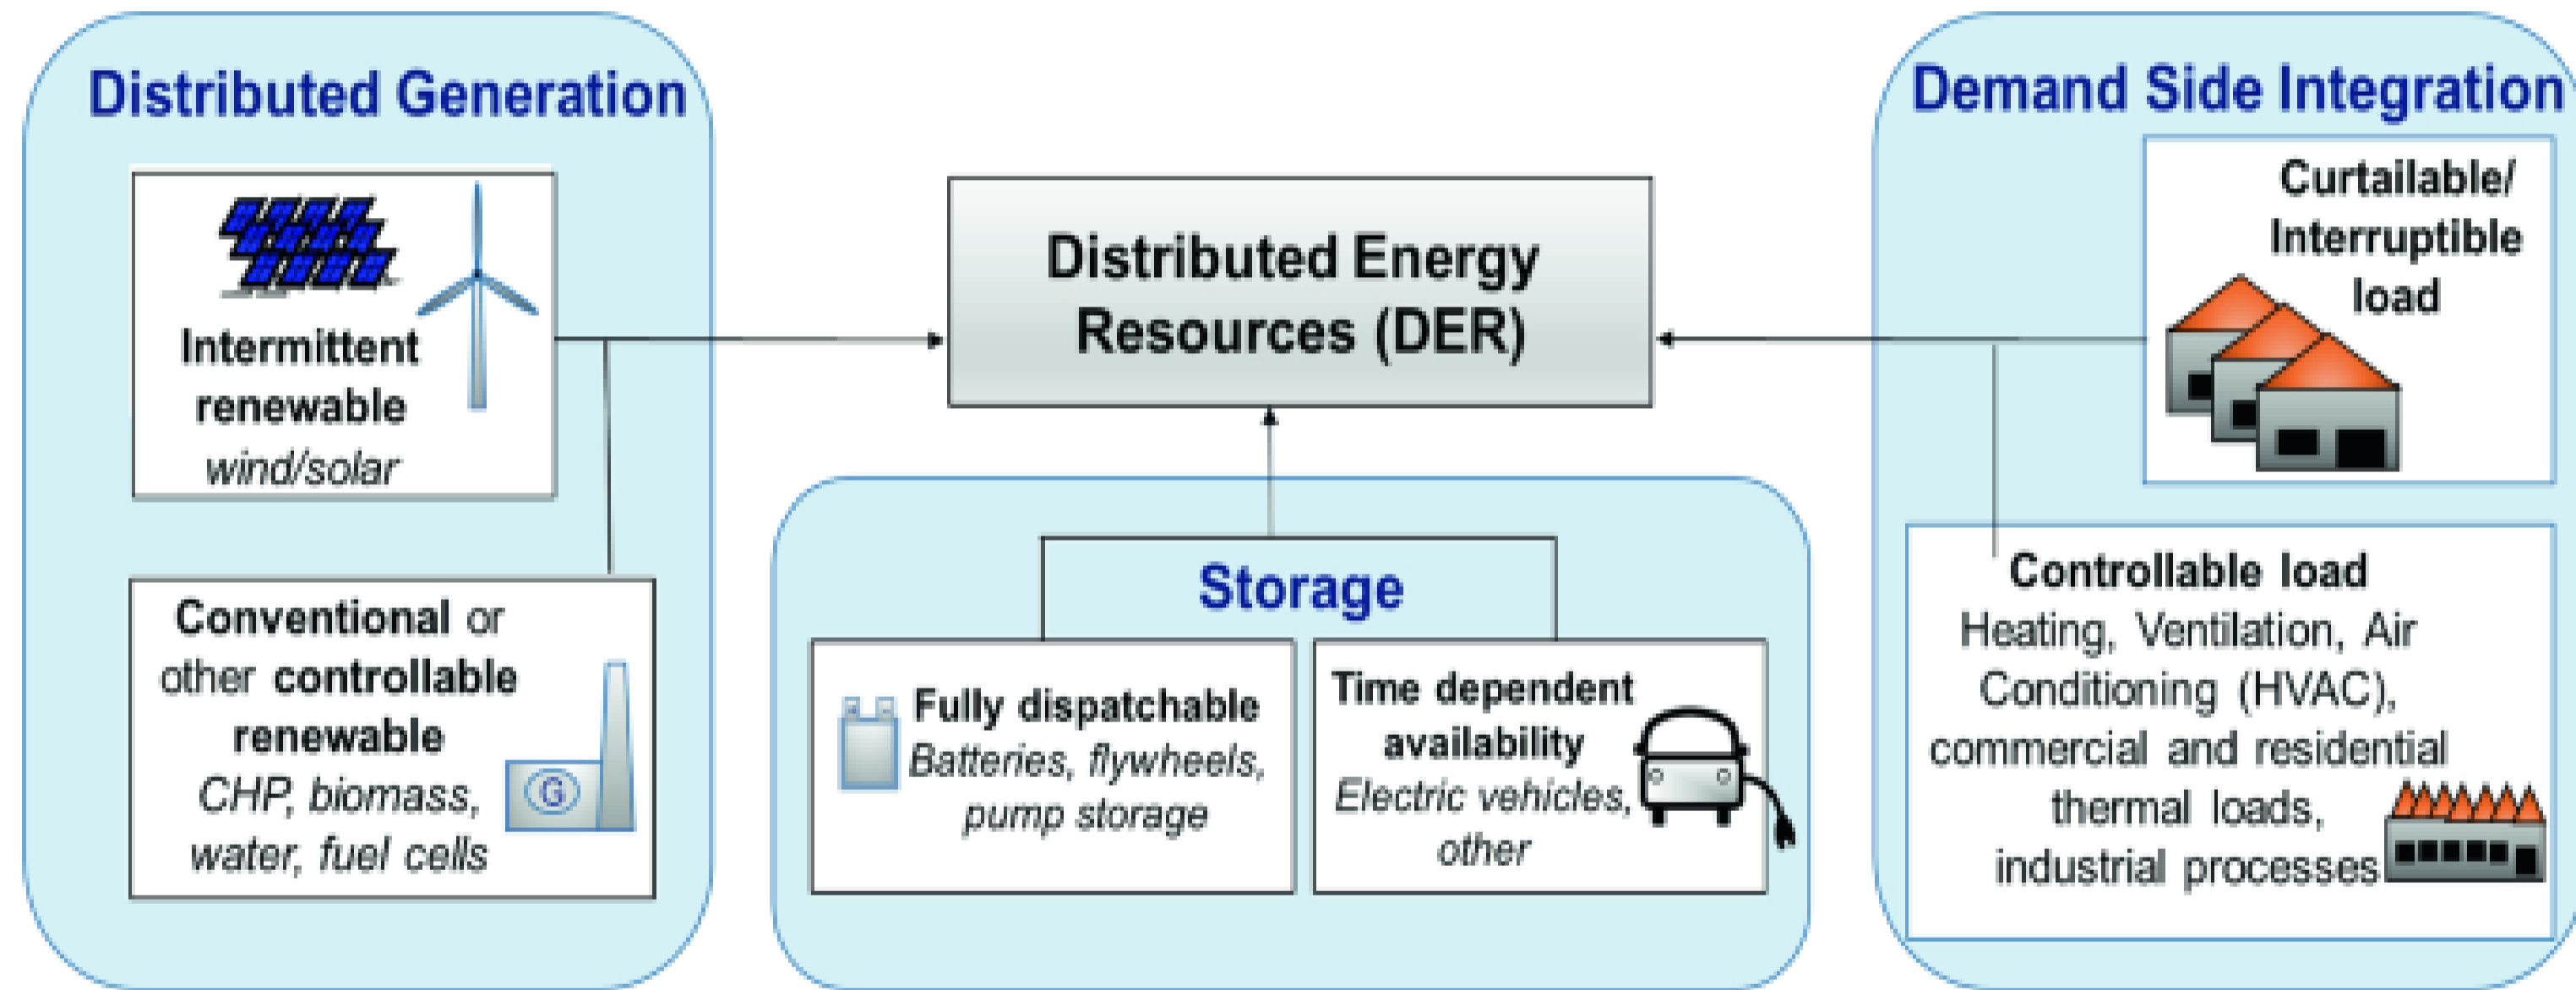 Distributed Generation
Intermittent
renewable
wind/solar
Conventional or
other controllable
renewable
CHP, biomass,
water, fuel cells
G
Distributed Energy
Resources (DER)
Storage
Fully dispatchable
Batteries, flywheels,
pump storage
Time dependent
availability
Electric vehicles,
other
Demand Side Integration
Curtailable/
Interruptible
load
Controllable load
Heating, Ventilation, Air
Conditioning (HVAC),
commercial and residential
thermal loads,
industrial processes